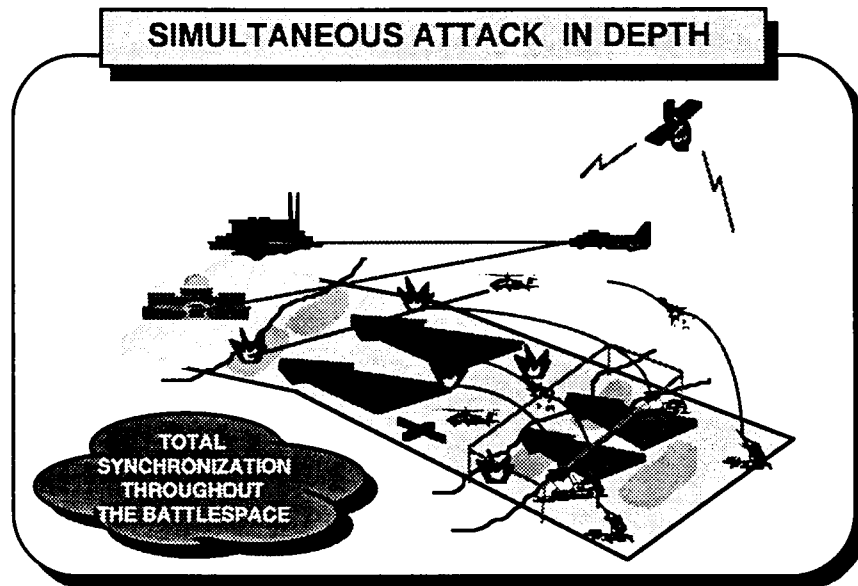 SIMULTANEOUS ATTACK IN DEPTH
TOTAL
SYNCHRONIZATION
THROUGHOUT
THE BATTLESPACE